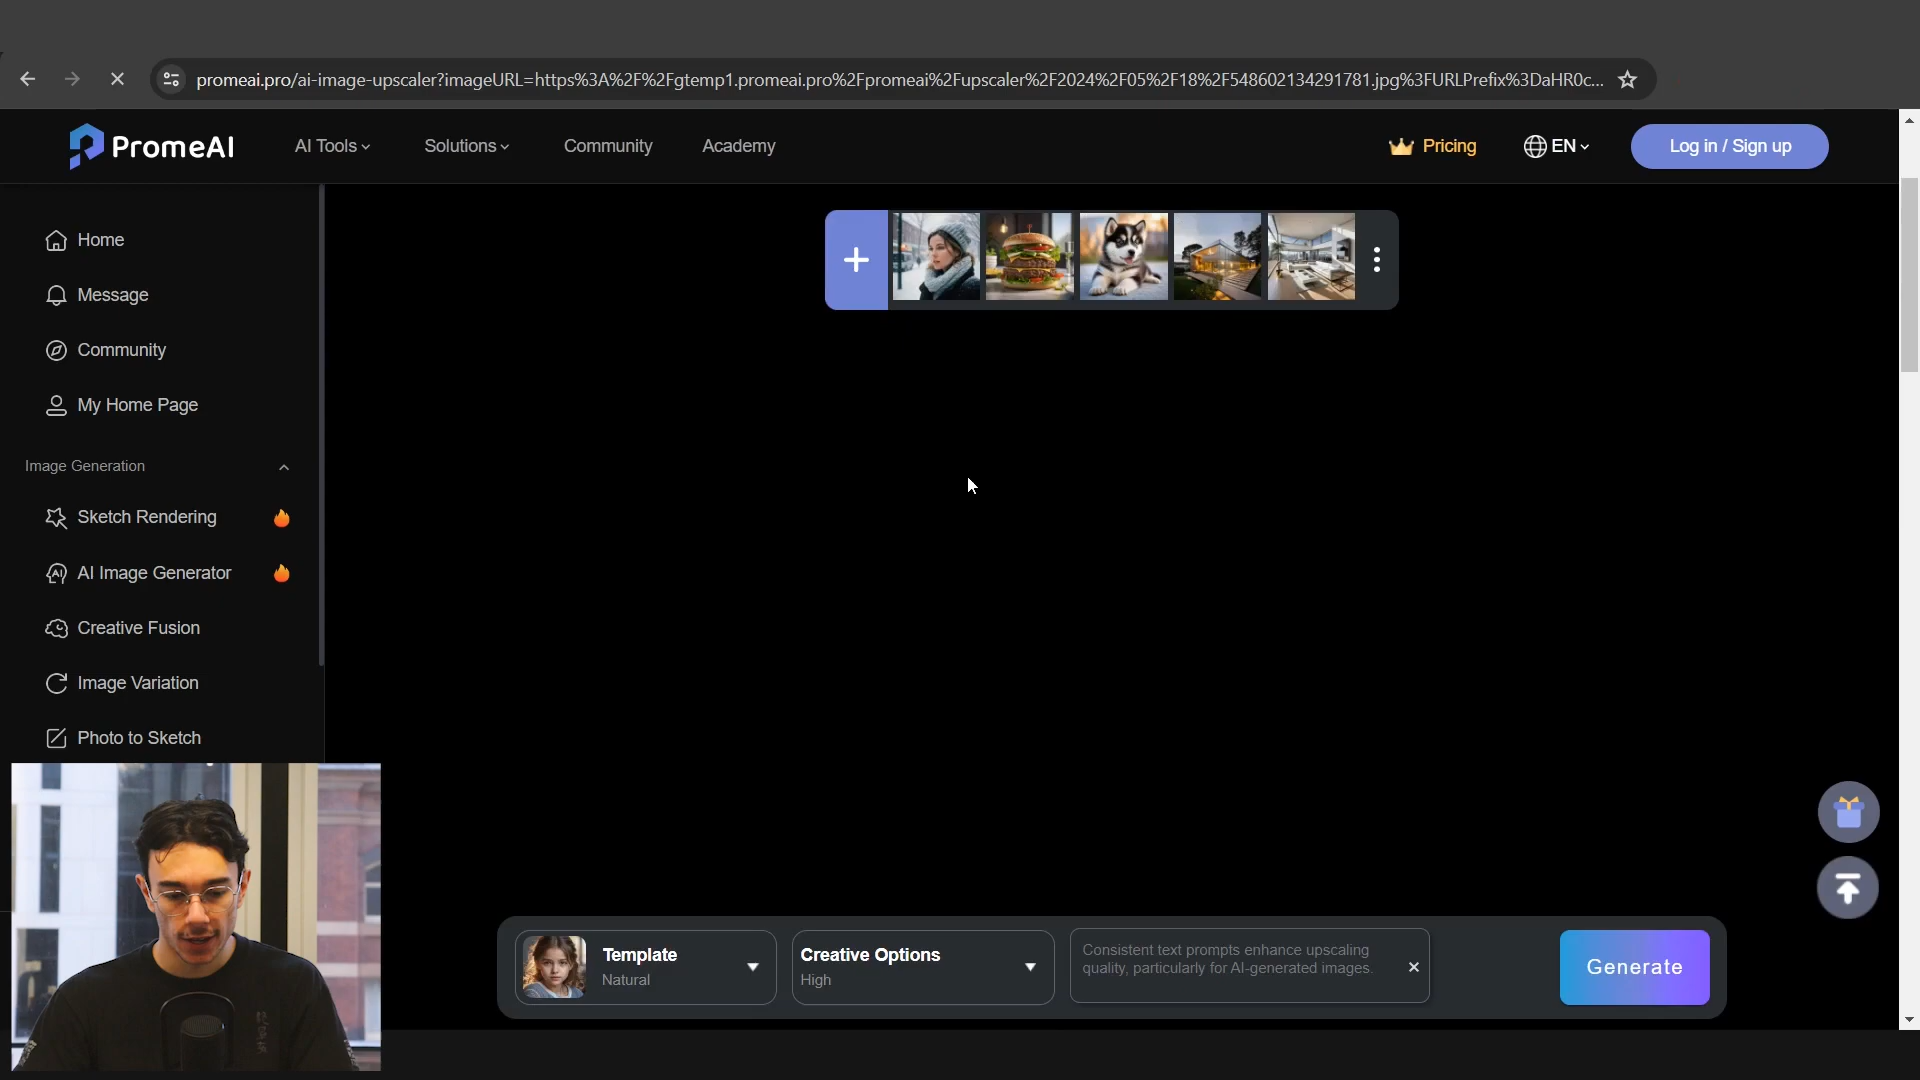 promeai.pro/ai-image-upscaler?imageURL=https%3A%2F%2Fgtemp1.promeai.pro%2Fpromeai%2Fupscaler%2F2024%2F05%2F18%2F548602134291781.jpg%3FURLPrefix%3DaHR0c...
PromeAI
AI Tools
Solutions
Community
Academy
Pricing
EN
Log in / Sign up
Home
Message
Community
My Home Page
Image Generation
Sketch Rendering
AI Image Generator
Creative Fusion
Image Variation
Photo to Sketch
Template
Natural
Creative Options
High
Consistent text prompts enhance upscaling
quality, particularly for AI-generated images.
Generate